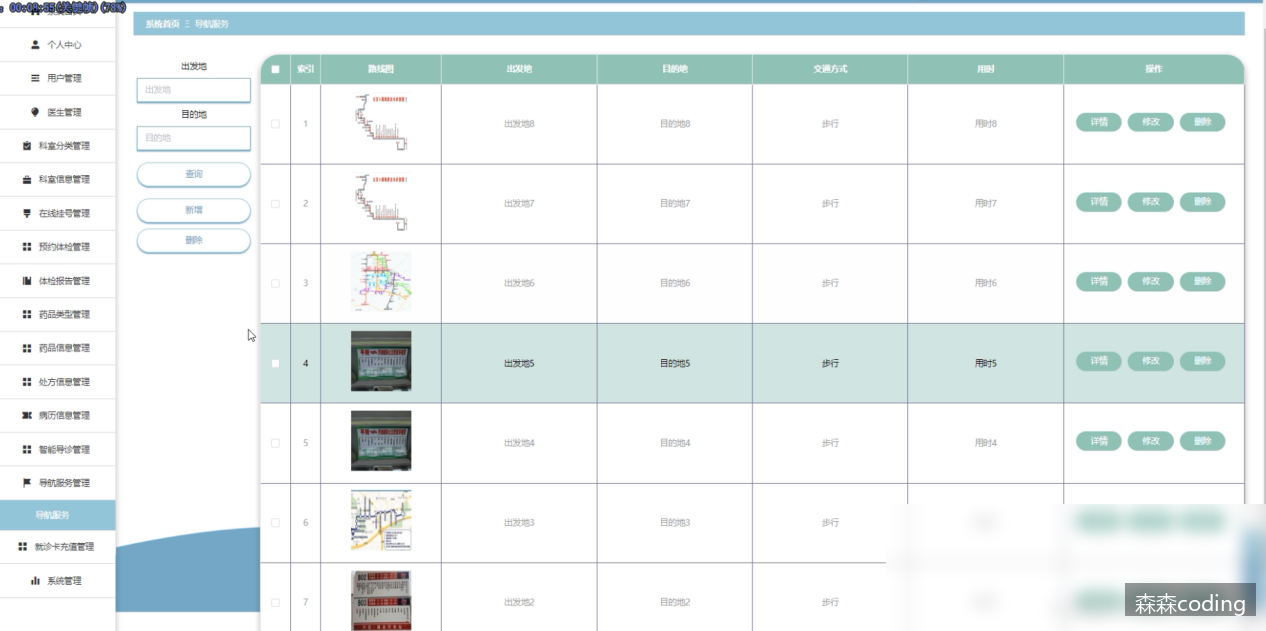 系统首页 Ξ 导航服务
个人中心
用户管理
医生管理
科室分类管理
科室信息管理
在线挂号管理
预约体检管理
体检报告管理
药品类型管理
药品信息管理
处方信息管理
病历信息管理
智能导诊管理
导航服务管理
导航服务
就诊卡充值管理
系统管理
出发地
出发地
目的地
目的地
查询
新增
删除
索引 路线图 出发地 目的地 交通方式 用时 操作
1 出发地8 目的地8 步行 用时8 详情 修改 删除
2 出发地7 目的地7 步行 用时7 详情 修改 删除
3 出发地6 目的地6 步行 用时6 详情 修改 删除
4 出发地5 目的地5 步行 用时5 详情 修改 删除
5 出发地4 目的地4 步行 用时4 详情 修改 删除
6 出发地3 目的地3 步行
7 出发地2 目的地2 步行
森森coding